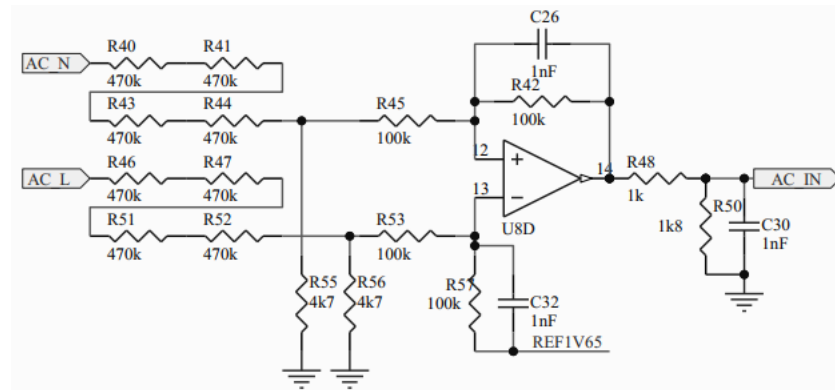 C26
1nF
R40
R41
AC_N
470k
470k
R42
100k
R43
R44
R45
470k
470k
100k
R46
R47
12
+
14
R48
AC_L
AC_IN
470k
470k
13
−
1k
R50
R51
R52
R53
U8D
1k8
C30
1nF
470k
470k
100k
R55
4k7
R56
4k7
R57
100k
C32
1nF
REF1V65